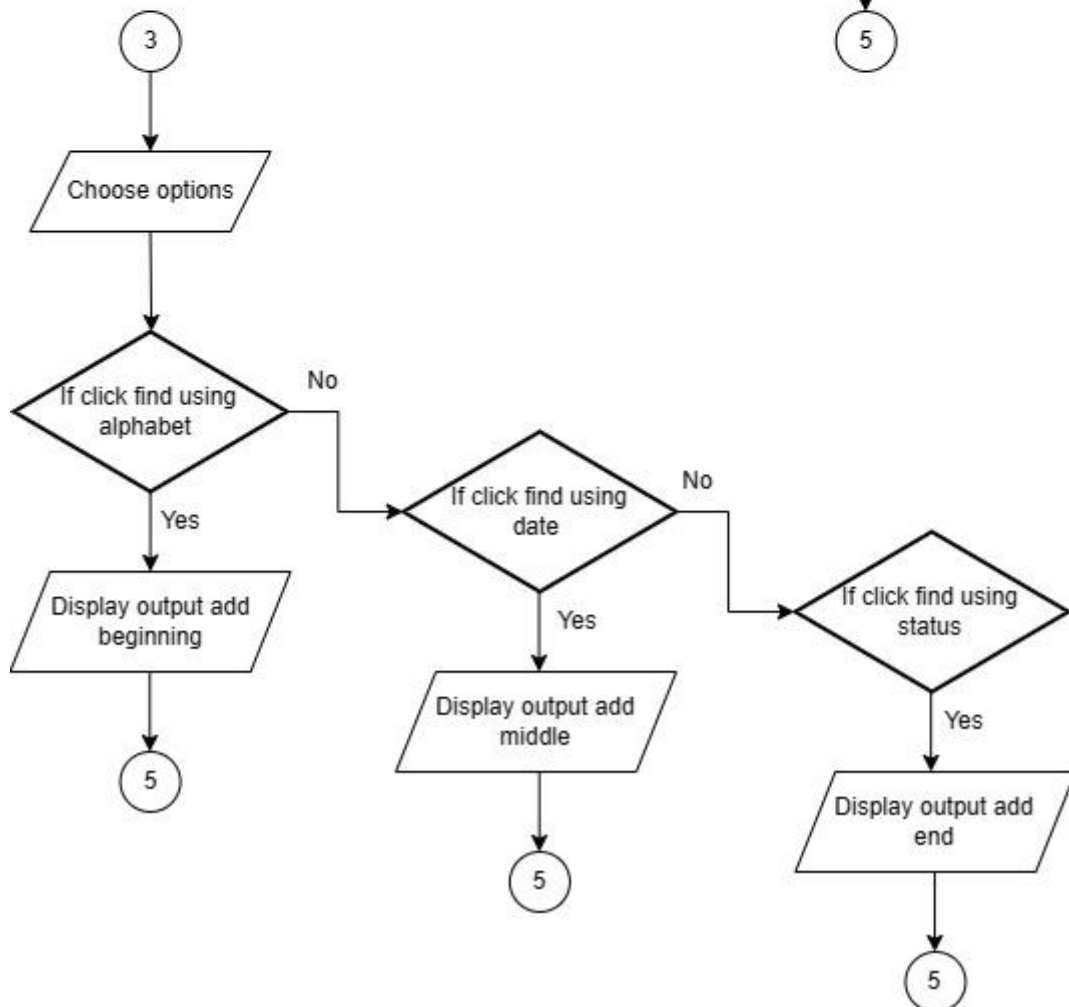 3
5
Choose options
If click find using
alphabet
No
Yes
If click find using
date
No
Yes
If click find using
status
Yes
Display output add
beginning
Display output add
middle
Display output add
end
5
5
5